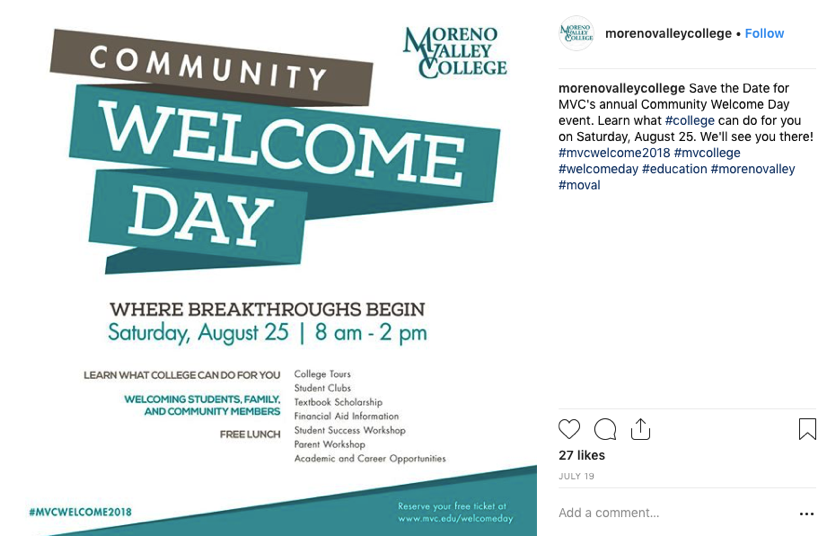 COMMUNITY
WELCOME
DAY
MORENO
VALLEY
COLLEGE
WHERE BREAKTHROUGHS BEGIN
Saturday, August 25 | 8 am - 2 pm
LEARN WHAT COLLEGE CAN DO FOR YOU
WELCOMING STUDENTS, FAMILY,
AND COMMUNITY MEMBERS
FREE LUNCH
College Tours
Student Clubs
Textbook Scholarship
Financial Aid Information
Student Success Workshop
Parent Workshop
Academic and Career Opportunities
#MVCWELCOME2018
Reserve your free ticket at
www.mvc.edu/welcomeday
MORENO
VALLEY
COLLEGE
morenovalleycollege • Follow
morenovalleycollege Save the Date for
MVC's annual Community Welcome Day
event. Learn what #college can do for you
on Saturday, August 25. We'll see you there!
#mvcwelcome2018 #mvcollege
#welcomeday #education #morenovalley
#moval
27 likes
JULY 19
Add a comment...